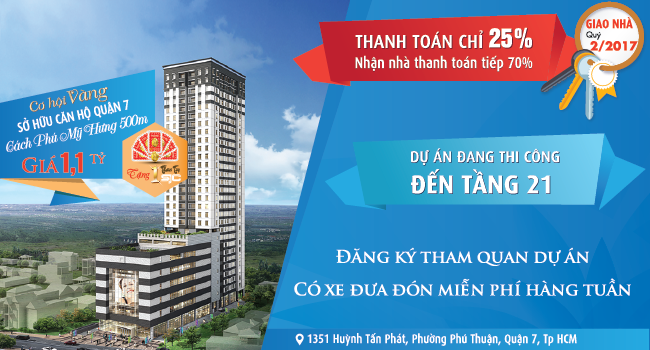 THANH TOÁN CHỈ 25%
Nhận nhà thanh toán tiếp 70%
GIAO NHÀ
Quý
2/2017
Cơ hội Vàng
SỞ HỮU CĂN HỘ QUẬN 7
Cách Phú Mỹ Hưng 500m
GIÁ 1,1 TỶ
Tặng
DỰ ÁN ĐANG THI CÔNG
ĐẾN TẦNG 21
ĐĂNG KÝ THAM QUAN DỰ ÁN
CÓ XE ĐƯA ĐÓN MIỄN PHÍ HÀNG TUẦN
1351 Huỳnh Tấn Phát, Phường Phú Thuận, Quận 7, Tp HCM